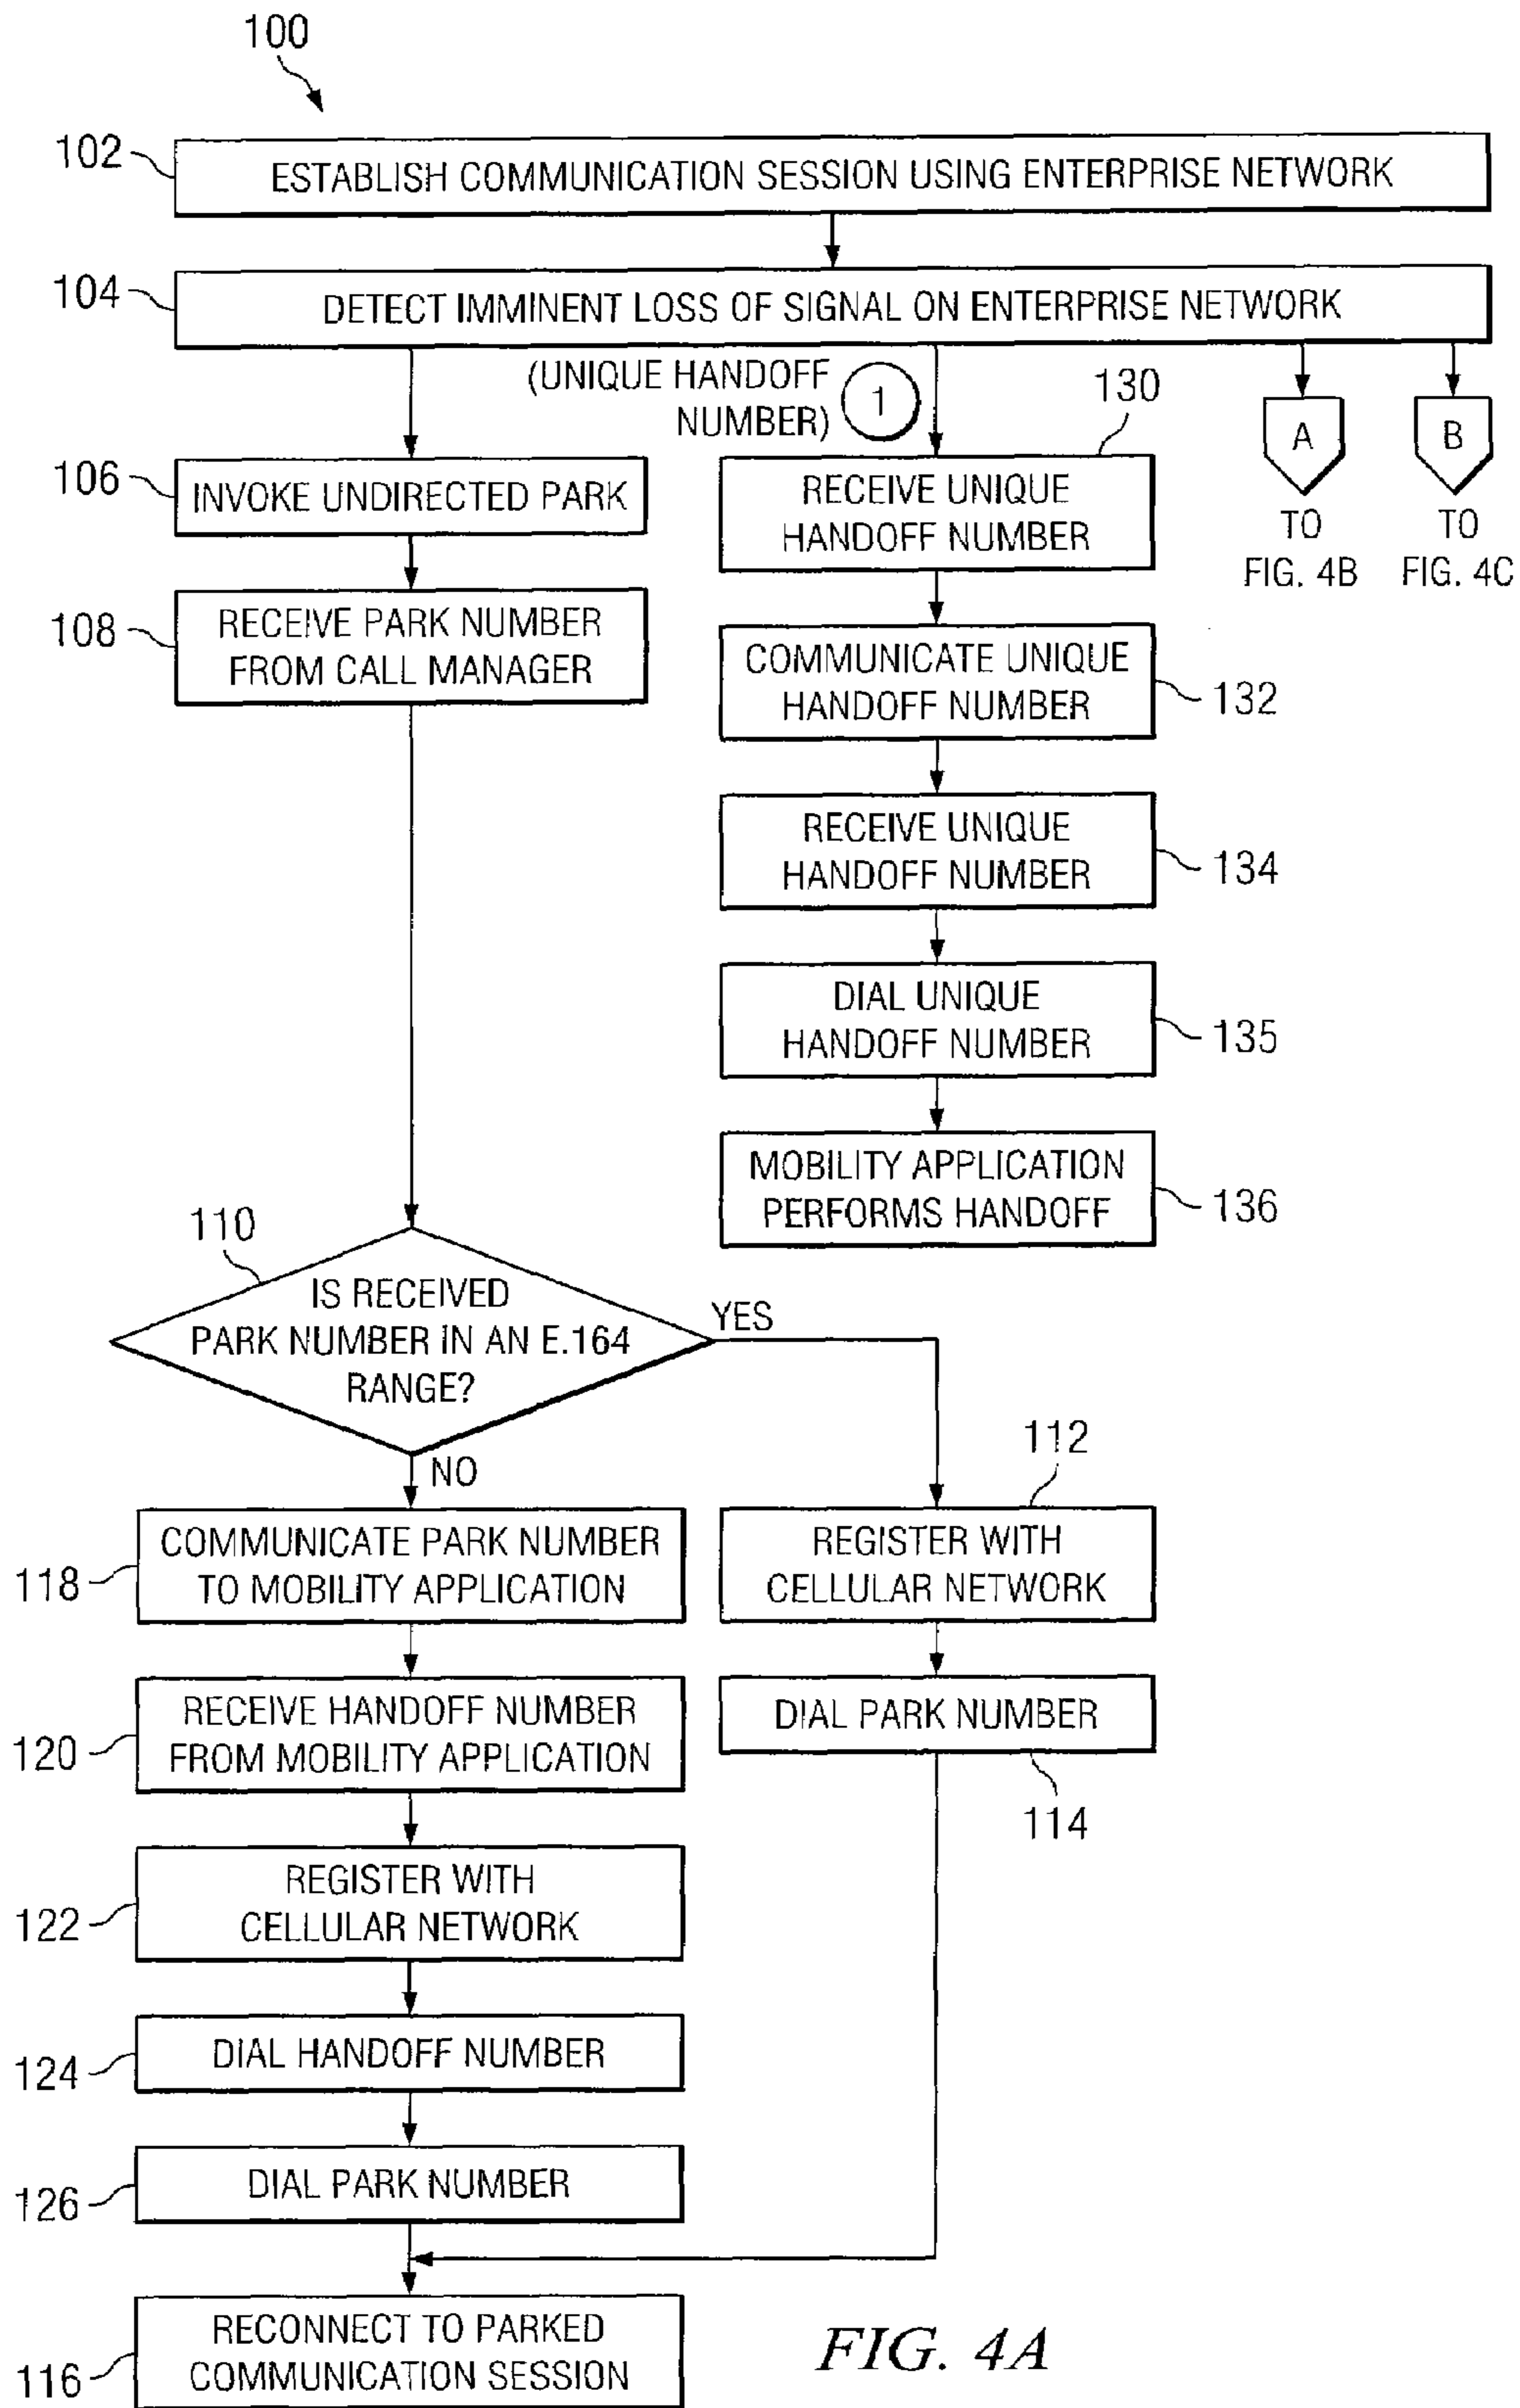 100
102
ESTABLISH COMMUNICATION SESSION USING ENTERPRISE NETWORK
104
DETECT IMMINENT LOSS OF SIGNAL ON ENTERPRISE NETWORK
(UNIQUE HANDOFF
NUMBER)
1
130
A
B
TO
FIG. 4B
TO
FIG. 4C
106
INVOKE UNDIRECTED PARK
RECEIVE UNIQUE
HANDOFF NUMBER
108
RECEIVE PARK NUMBER
FROM CALL MANAGER
COMMUNICATE UNIQUE
HANDOFF NUMBER
132
RECEIVE UNIQUE
HANDOFF NUMBER
134
DIAL UNIQUE
HANDOFF NUMBER
135
MOBILITY APPLICATION
PERFORMS HANDOFF
136
110
IS RECEIVED
PARK NUMBER IN AN E.164
RANGE?
YES
NO
112
118
COMMUNICATE PARK NUMBER
TO MOBILITY APPLICATION
REGISTER WITH
CELLULAR NETWORK
120
RECEIVE HANDOFF NUMBER
FROM MOBILITY APPLICATION
DIAL PARK NUMBER
114
122
REGISTER WITH
CELLULAR NETWORK
124
DIAL HANDOFF NUMBER
126
DIAL PARK NUMBER
116
RECONNECT TO PARKED
COMMUNICATION SESSION
FIG. 4A